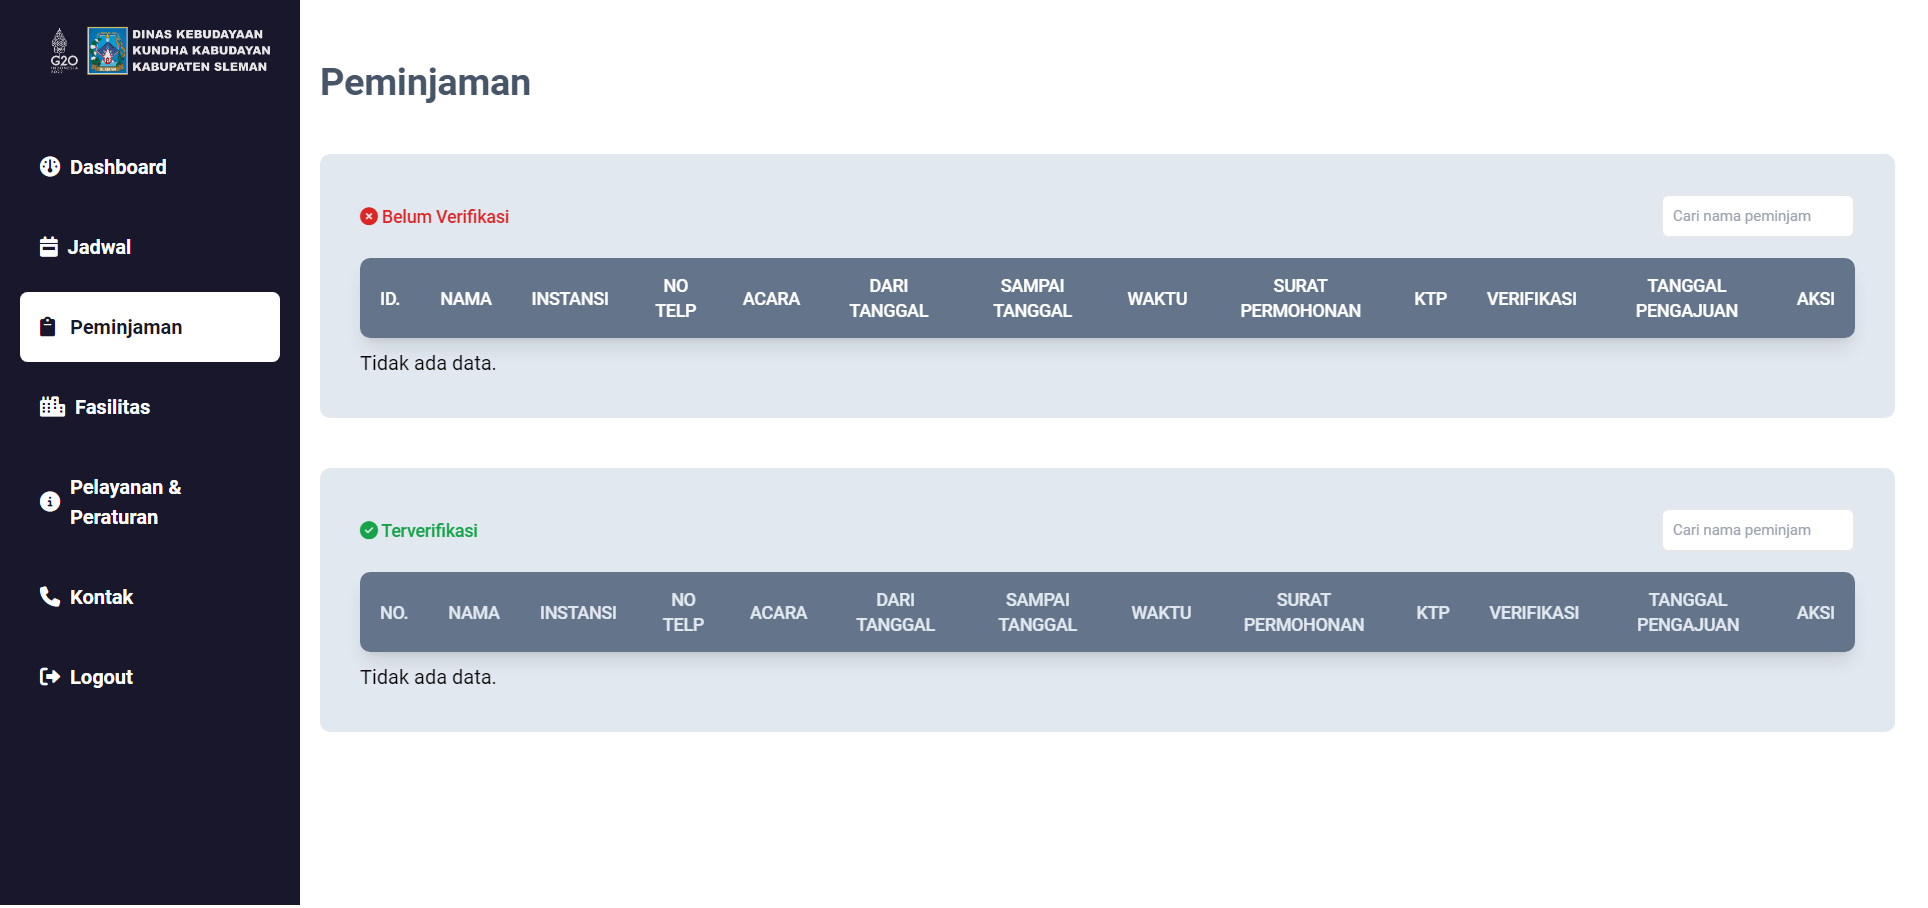 G20
INDONESIA
2022
DINAS KEBUDAYAAN
KUNDHA KABUDAYAN
KABUPATEN SLEMAN
SLEMAN
Dashboard
Jadwal
Peminjaman
Fasilitas
Pelayanan &
Peraturan
Kontak
Logout
Peminjaman
Belum Verifikasi
Cari nama peminjam
ID. NAMA INSTANSI NO TELP ACARA DARI TANGGAL SAMPAI TANGGAL WAKTU SURAT PERMOHONAN KTP VERIFIKASI TANGGAL PENGAJUAN AKSI
Tidak ada data.
Terverifikasi
Cari nama peminjam
NO. NAMA INSTANSI NO TELP ACARA DARI TANGGAL SAMPAI TANGGAL WAKTU SURAT PERMOHONAN KTP VERIFIKASI TANGGAL PENGAJUAN AKSI
Tidak ada data.